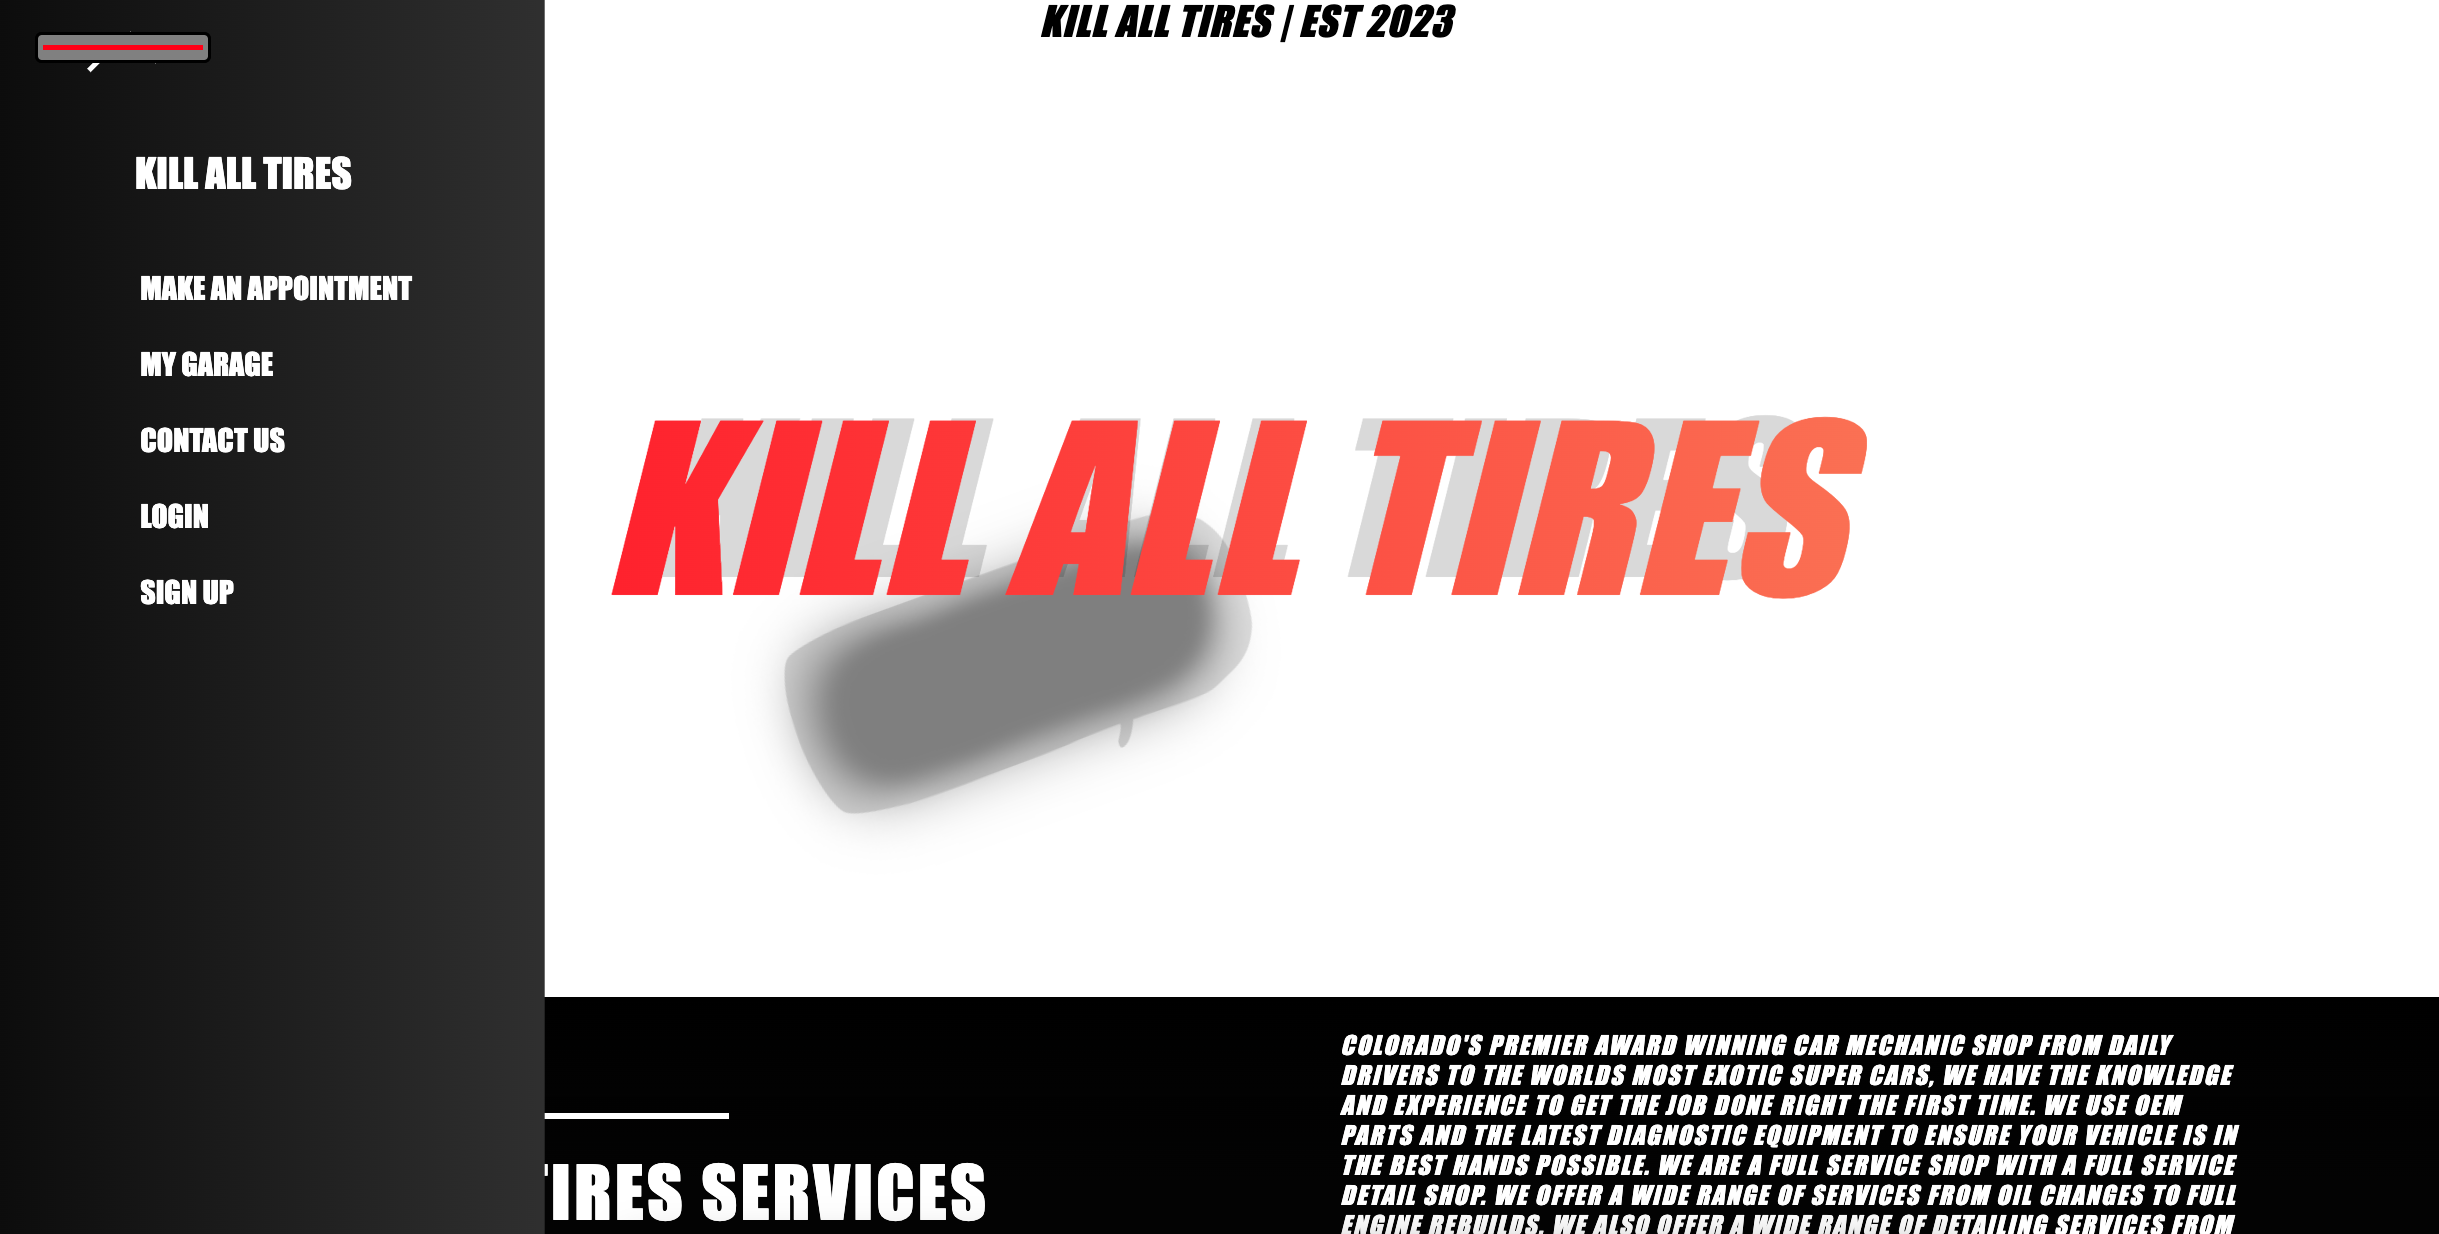 KILL ALL TIRES | EST 2023
KILL ALL TIRES
MAKE AN APPOINTMENT
MY GARAGE
CONTACT US
LOGIN
SIGN UP
KILL ALL TIRES
TIRES SERVICES
COLORADO'S PREMIER AWARD WINNING CAR MECHANIC SHOP FROM DAILY
DRIVERS TO THE WORLDS MOST EXOTIC SUPER CARS, WE HAVE THE KNOWLEDGE
AND EXPERIENCE TO GET THE JOB DONE RIGHT THE FIRST TIME. WE USE OEM
PARTS AND THE LATEST DIAGNOSTIC EQUIPMENT TO ENSURE YOUR VEHICLE IS IN
THE BEST HANDS POSSIBLE. WE ARE A FULL SERVICE SHOP WITH A FULL SERVICE
DETAIL SHOP. WE OFFER A WIDE RANGE OF SERVICES FROM OIL CHANGES TO FULL
ENGINE REBUILDS. WE ALSO OFFER A WIDE RANGE OF DETAILING SERVICES FROM